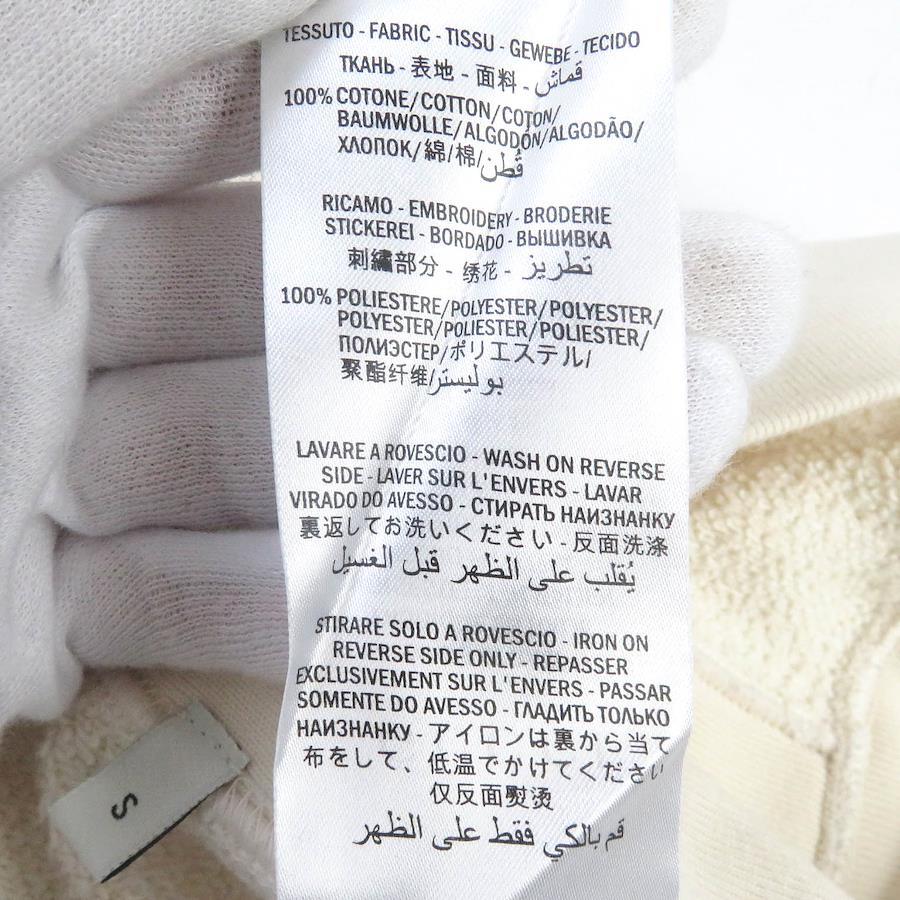 TESSUTO - FABRIC - TISSU - GEWEBE - TECIDO
ТКАНЬ - 表地 - 面料 - قماش
100% COTONE/COTTON/COTON/
BAUMWOLLE/ALGODÓN/ALGODÃO/
ХЛОПОК/綿/棉/قُطن
RICAMO - EMBROIDERY - BRODERIE
STICKEREI - BORDADO - ВЫШИВКА
刺繍部分 - 绣花 - تطريز
100% POLIESTERE/POLYESTER/POLYESTER/
POLYESTER/POLIESTER/POLIESTER/
ПОЛИЭСТЕР/ポリエステル/
聚酯纤维/بوليستر
LAVARE A ROVESCIO - WASH ON REVERSE
SIDE - LAVER SUR L'ENVERS - LAVAR
VIRADO DO AVESSO - СТИРАТЬ НАИЗНАНКУ
裏返してお洗いください - 反面洗涤
يُقلب على الظهر قبل الغسيل
STIRARE SOLO A ROVESCIO - IRON ON
REVERSE SIDE ONLY - REPASSER
EXCLUSIVEMENT SUR L'ENVERS - PASSAR
SOMENTE DO AVESSO - ГЛАДИТЬ ТОЛЬКО
НАИЗНАНКУ - アイロンは裏から当て
布をして、低温でかけてください
仅反面熨烫
قم بالكي فقط على الظهر
S